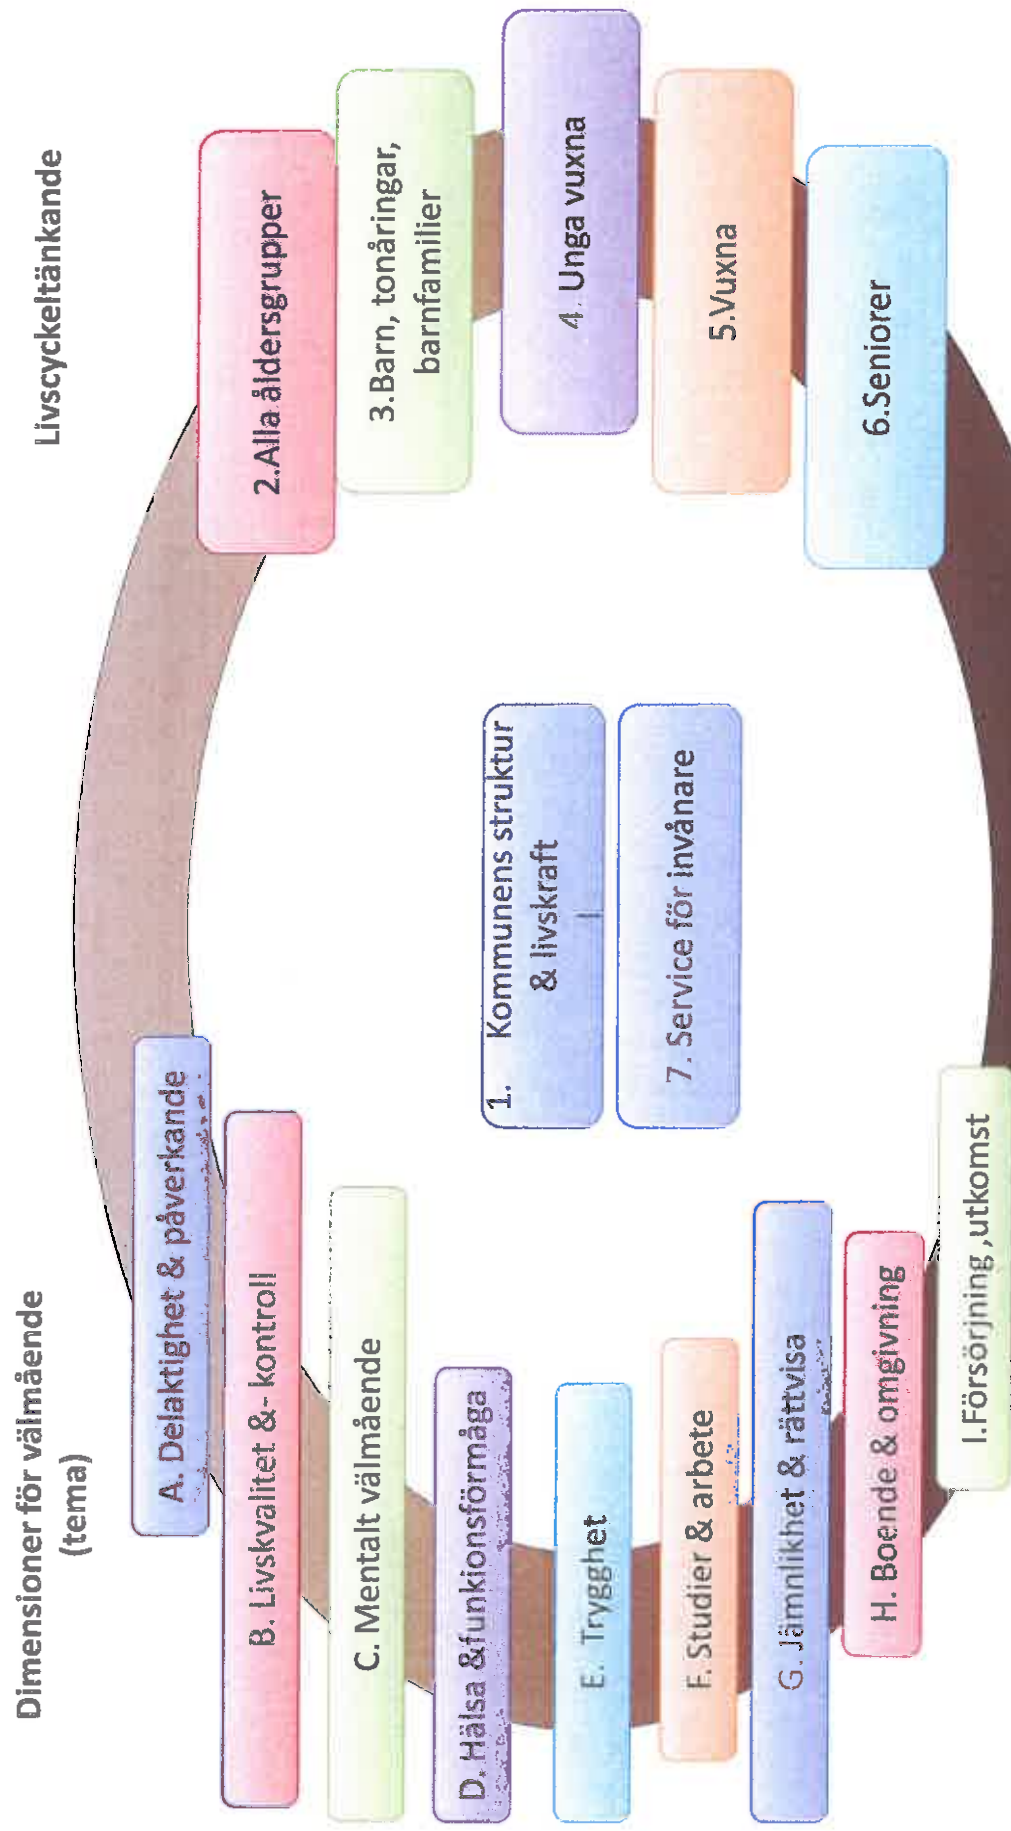 Dimensioner för välmående
(tema)
A. Delaktighet & påverkande
B. Livskvalitet &- kontroll
C. Mentalt välmående
D. Hälsa &funkionsförmåga
E. Trygghet
F. Studier & arbete
G. Jämnlikhet & rättvisa
H. Boende & omgivning
I.Försörjning ,utkomst
1. Kommunens struktur
& livskraft
7. Service för invånare
Livscyckeltänkande
2.Alla åldersgrupper
3.Barn, tonåringar,
barnfamilier
4. Unga vuxna
5.Vuxna
6.Seniorer